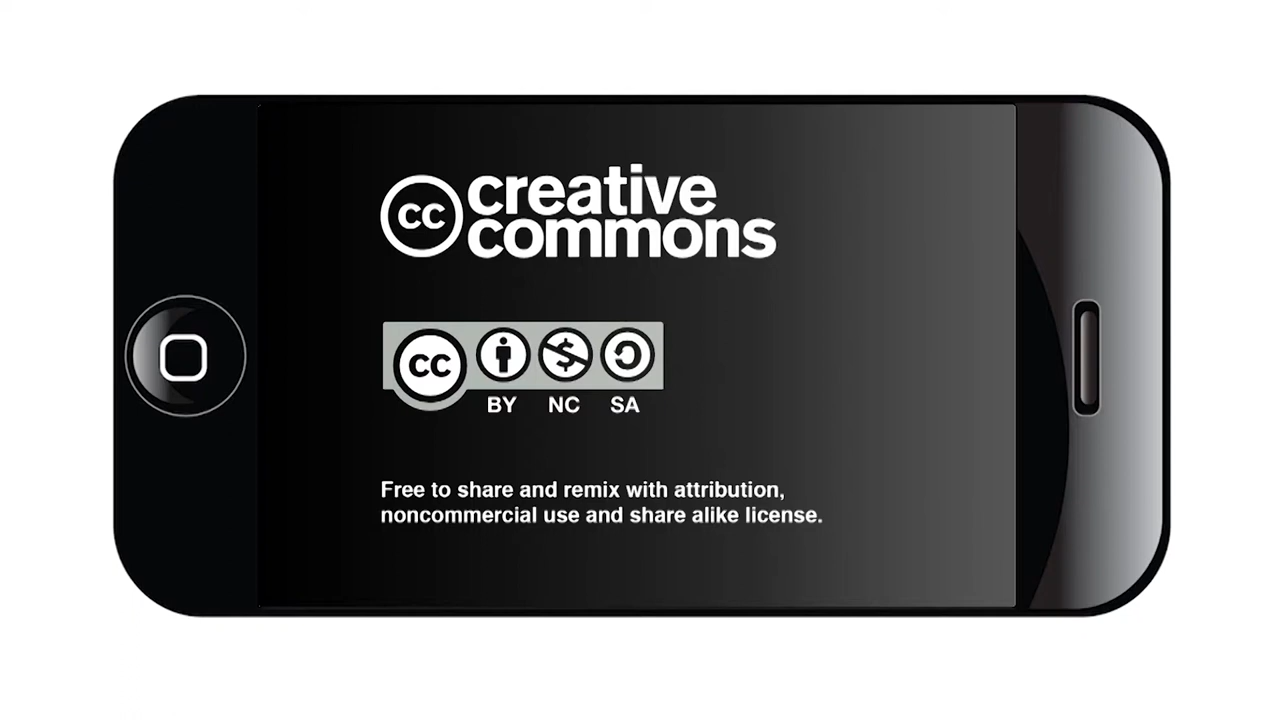 cc creative
commons
cc
BY NC SA
Free to share and remix with attribution,
noncommercial use and share alike license.